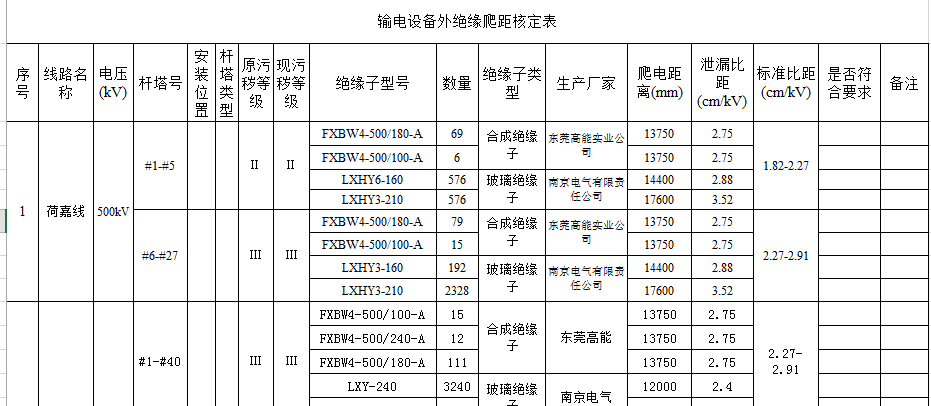 输电设备外绝缘爬距核定表
序号 线路名称 电压(kV) 杆塔号 安装位置 杆塔类型 原污秽等级 现污秽等级 绝缘子型号 数量 绝缘子类型 生产厂家 爬电距离(mm) 泄漏比距(cm/kV) 标准比距(cm/kV) 是否符合要求 备注
1 荷嘉线 500kV #1-#5 II II FXBW4-500/180-A 69 合成绝缘子 东莞高能实业公司 13750 2.75 1.82-2.27
FXBW4-500/100-A 6 13750 2.75
LXHY6-160 576 玻璃绝缘子 南京电气有限责任公司 14400 2.88
LXHY3-210 576 17600 3.52
#6-#27 III III FXBW4-500/180-A 79 合成绝缘子 东莞高能实业公司 13750 2.75 2.27-2.91
FXBW4-500/100-A 15 13750 2.75
LXHY3-160 192 玻璃绝缘子 南京电气有限责任公司 14400 2.88
LXHY3-210 2328 17600 3.52
#1-#40 III III FXBW4-500/100-A 15 合成绝缘子 东莞高能 13750 2.75 2.27-2.91
FXBW4-500/240-A 12 13750 2.75
FXBW4-500/180-A 111 13750 2.75
LXY-240 3240 玻璃绝缘子 南京电气 12000 2.4